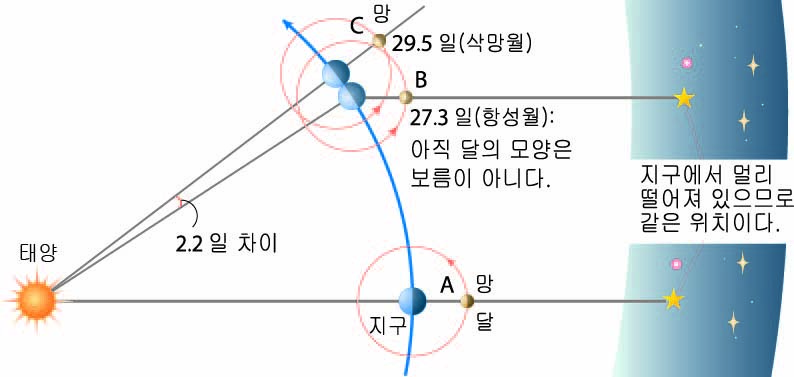 망
C
29.5 일(삭망월)
B
27.3 일(항성월):
아직 달의 모양은
보름이 아니다.
지구에서 멀리
떨어져 있으므로
같은 위치이다.
2.2 일 차이
태양
A 망
지구
달